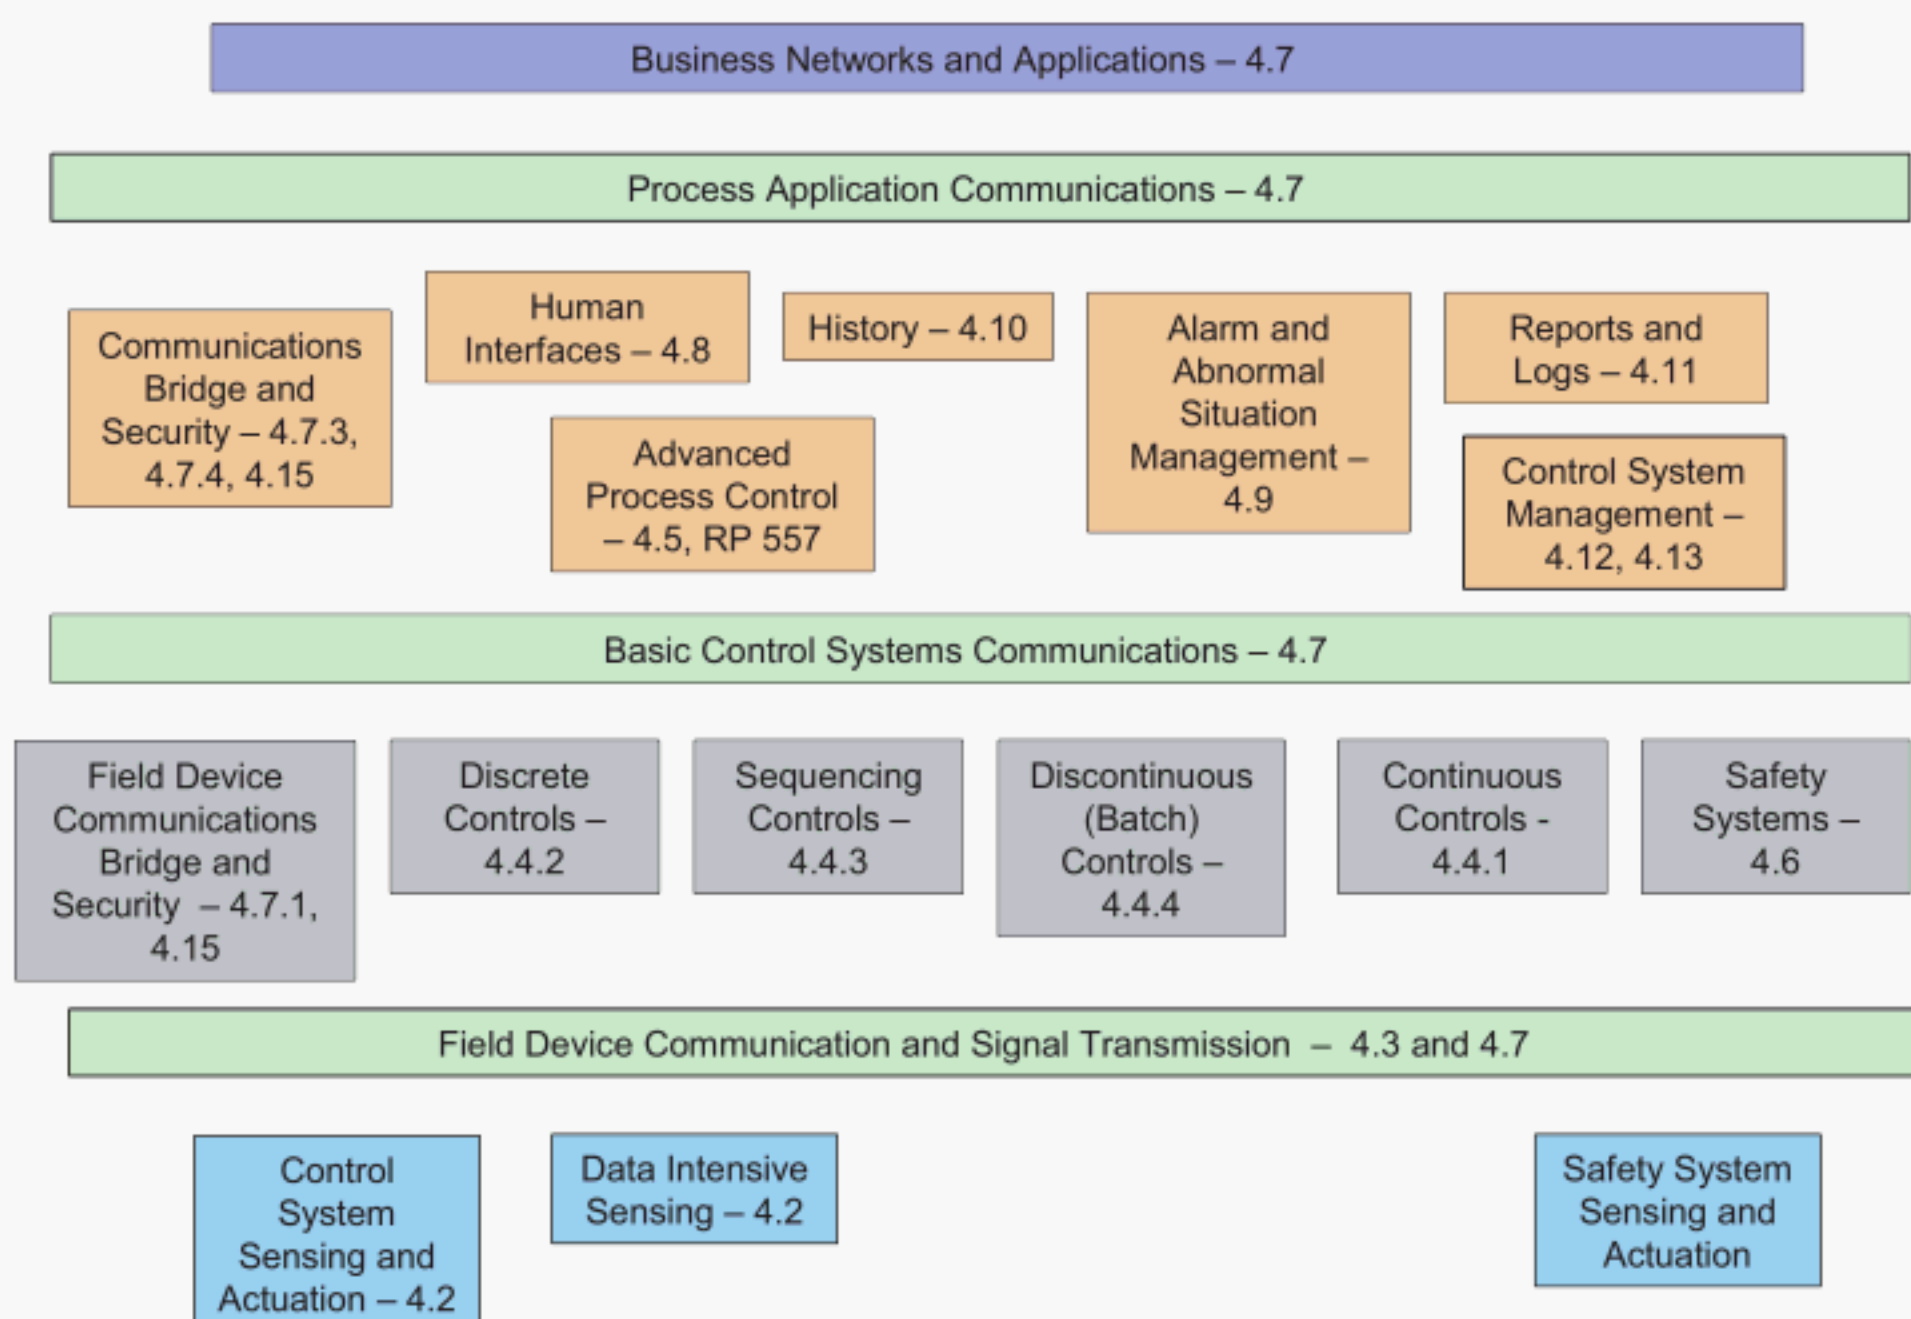 Business Networks and Applications – 4.7
Process Application Communications – 4.7
Communications
Bridge and
Security – 4.7.3,
4.7.4, 4.15
Human
Interfaces – 4.8
History – 4.10
Alarm and
Abnormal
Situation
Management –
4.9
Reports and
Logs – 4.11
Advanced
Process Control
– 4.5, RP 557
Control System
Management –
4.12, 4.13
Basic Control Systems Communications – 4.7
Field Device
Communications
Bridge and
Security – 4.7.1,
4.15
Discrete
Controls –
4.4.2
Sequencing
Controls –
4.4.3
Discontinuous
(Batch)
Controls –
4.4.4
Continuous
Controls -
4.4.1
Safety
Systems –
4.6
Field Device Communication and Signal Transmission – 4.3 and 4.7
Control
System
Sensing and
Actuation – 4.2
Data Intensive
Sensing – 4.2
Safety System
Sensing and
Actuation